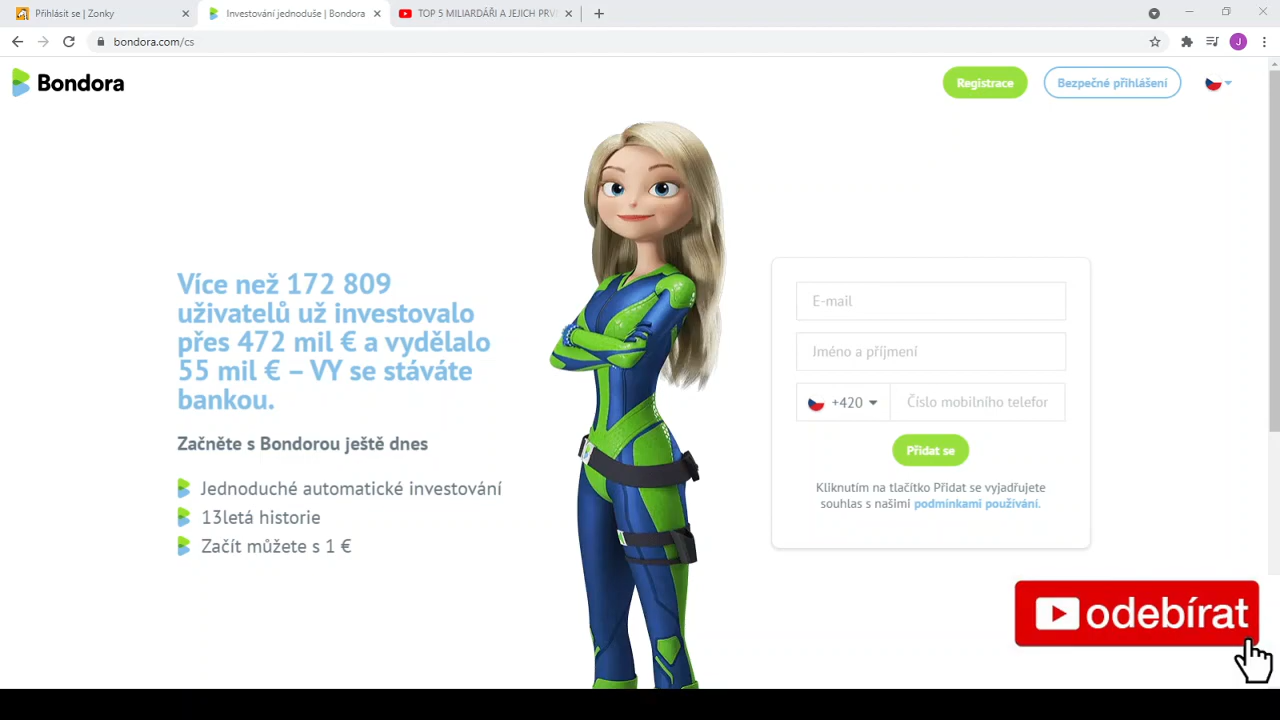 Přihlásit se | Zonky
Investování jednoduše | Bondora
TOP 5 MILIARDÁŘI A JEJICH PRVN
bondora.com/cs
J
Bondora
Registrace
Bezpečné přihlášení
Více než 172 809
uživatelů už investovalo
přes 472 mil € a vydělalo
55 mil € – VY se stáváte
bankou.
Začněte s Bondorou ještě dnes
Jednoduché automatické investování
13letá historie
Začít můžete s 1 €
E-mail
Jméno a příjmení
+420
Číslo mobilního telefor
Přidat se
Kliknutím na tlačítko Přidat se vyjadřujete
souhlas s našimi podmínkami používání.
odebírat